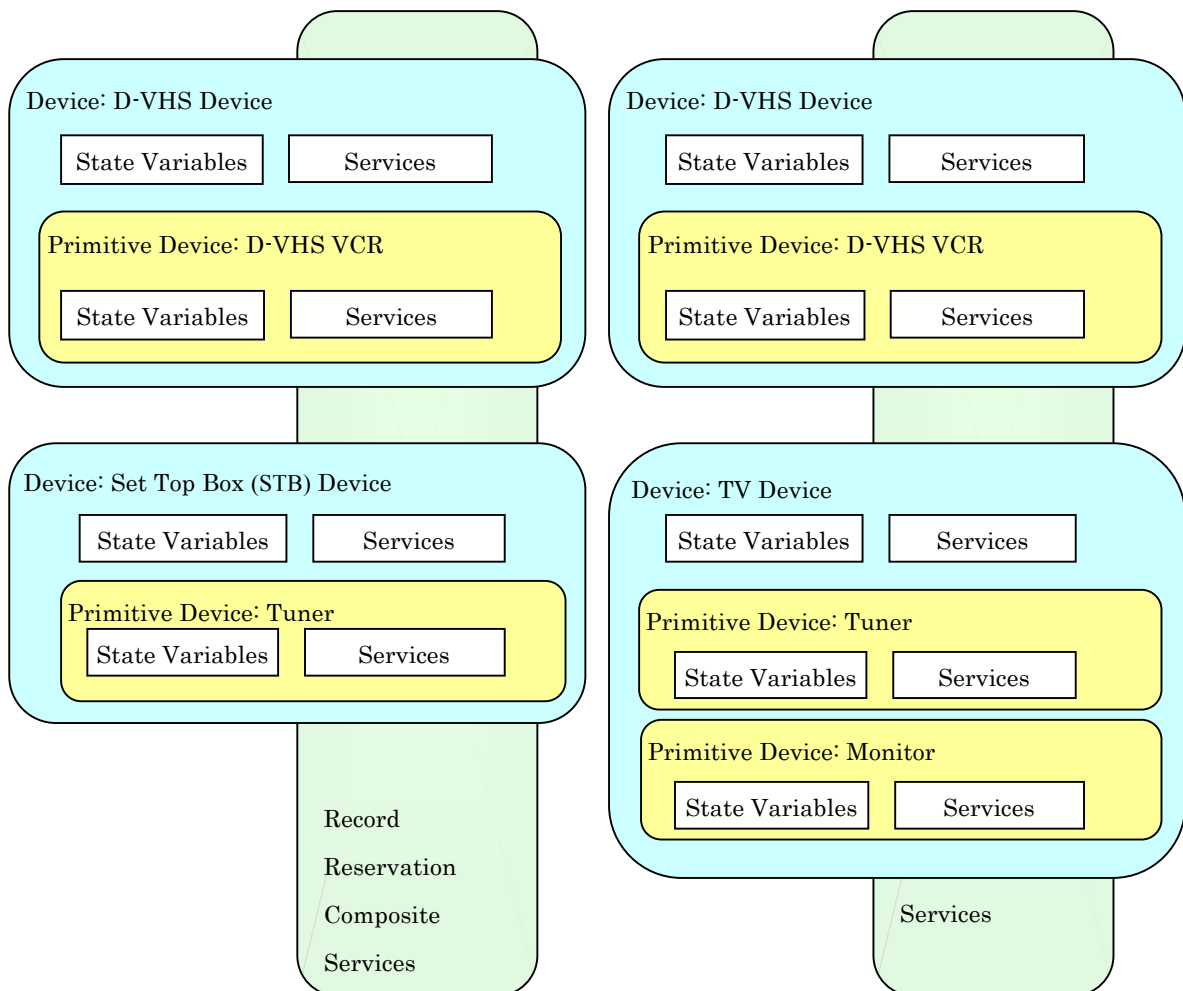 Device: D-VHS Device
State Variables
Services
Primitive Device: D-VHS VCR
State Variables
Services
Device: D-VHS Device
State Variables
Services
Primitive Device: D-VHS VCR
State Variables
Services
Device: Set Top Box (STB) Device
State Variables
Services
Primitive Device: Tuner
State Variables
Services
Record
Reservation
Composite
Services
Device: TV Device
State Variables
Services
Primitive Device: Tuner
State Variables
Services
Primitive Device: Monitor
State Variables
Services
Services